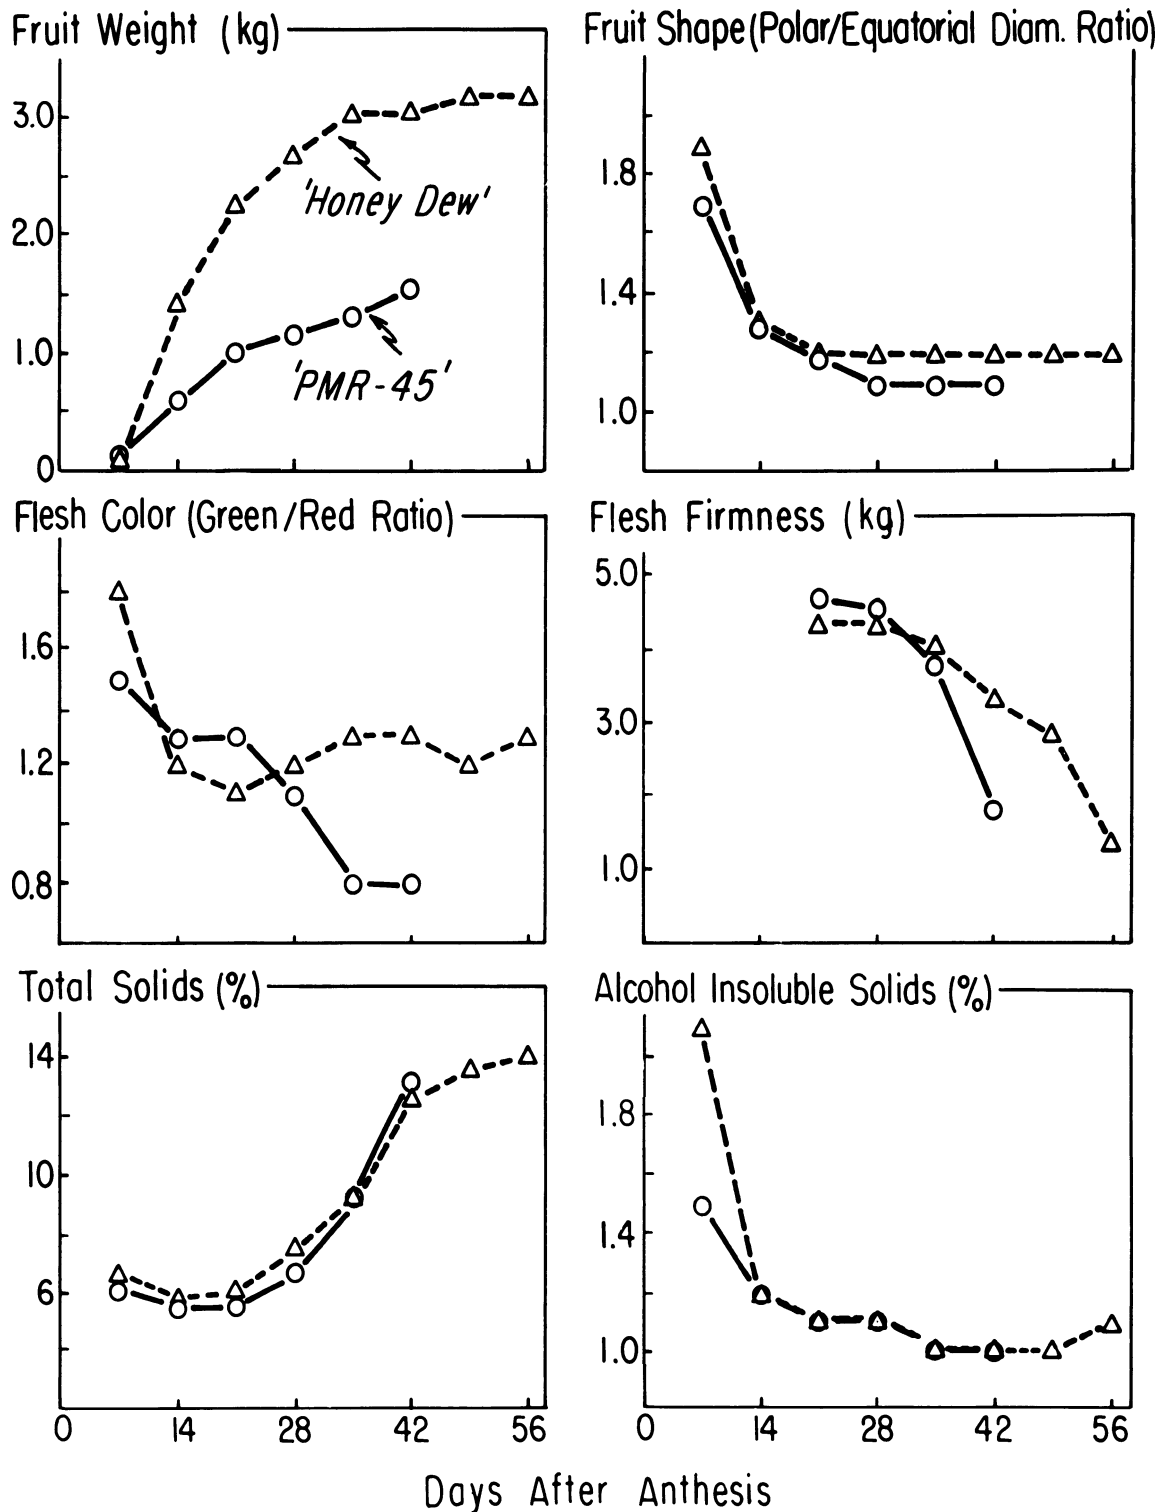 Fruit Weight (kg)
3.0
2.0
1.0
0
'Honey Dew'
'PMR-45'
Fruit Shape (Polar/Equatorial Diam. Ratio)
1.8
1.4
1.0
Flesh Color (Green/Red Ratio)
1.6
1.2
0.8
Flesh Firmness (kg)
5.0
3.0
1.0
Total Solids (%)
14
10
6
0 14 28 42 56
Alcohol Insoluble Solids (%)
1.8
1.4
1.0
0 14 28 42 56
Days After Anthesis